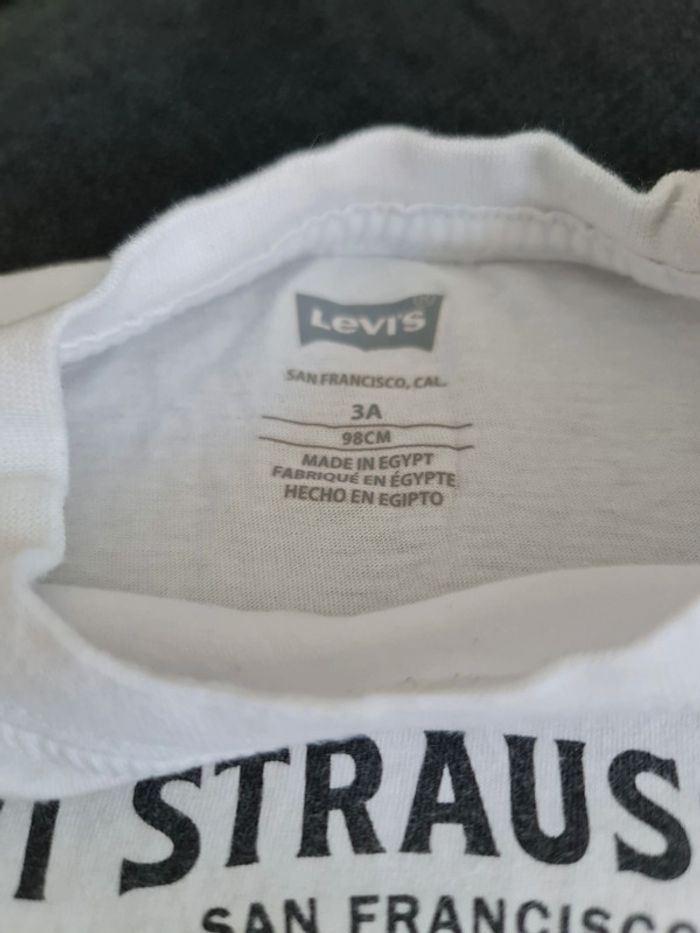 LEVI'S
SAN FRANCISCO, CAL.
3A
98CM
MADE IN EGYPT
FABRIQUÉ EN ÉGYPTE
HECHO EN EGIPTO
STRAUS
SAN FRANCISCO